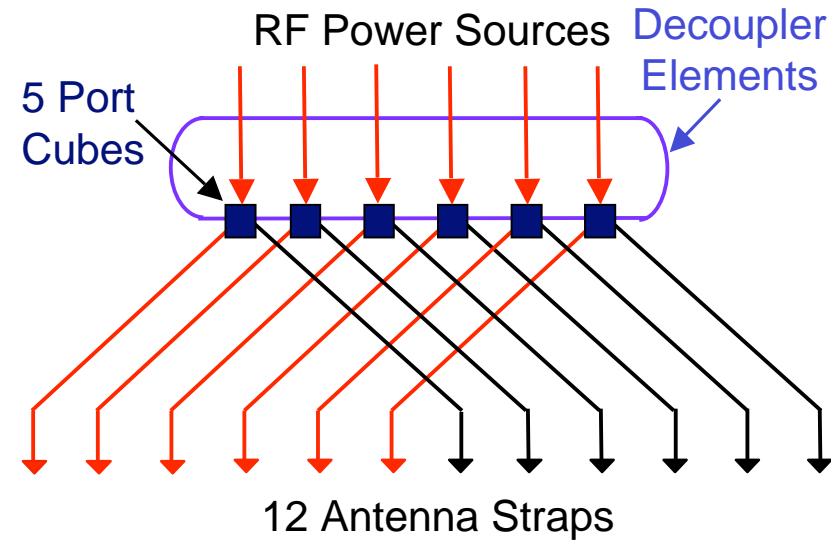 RF Power Sources
Decoupler
Elements
5 Port
Cubes
12 Antenna Straps